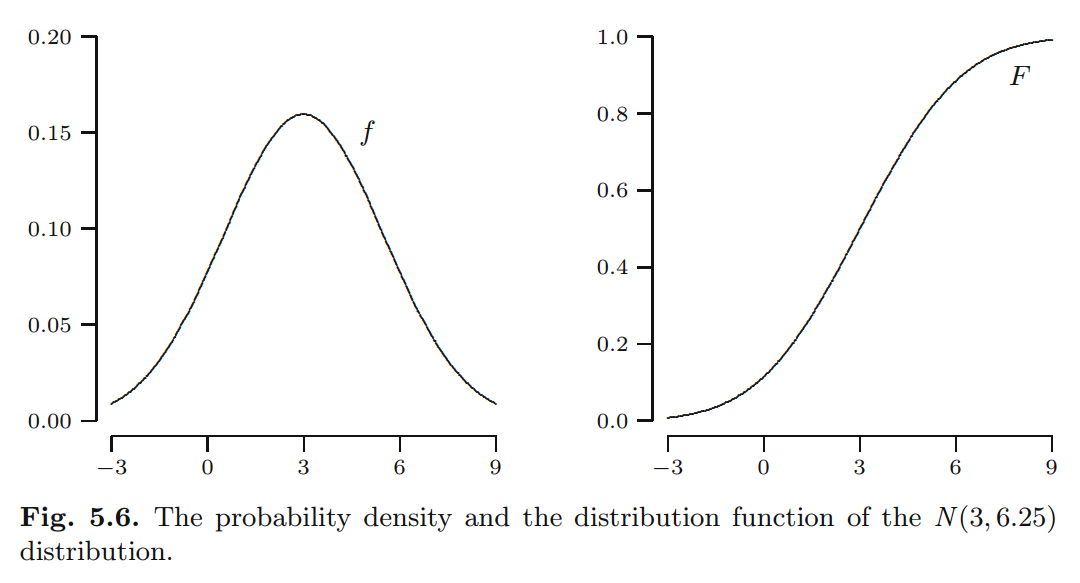 0.20
0.15
0.10
0.05
0.00
f
−3 0 3 6 9
1.0
0.8
0.6
0.4
0.2
0.0
F
−3 0 3 6 9
Fig. 5.6. The probability density and the distribution function of the N(3, 6.25)
distribution.